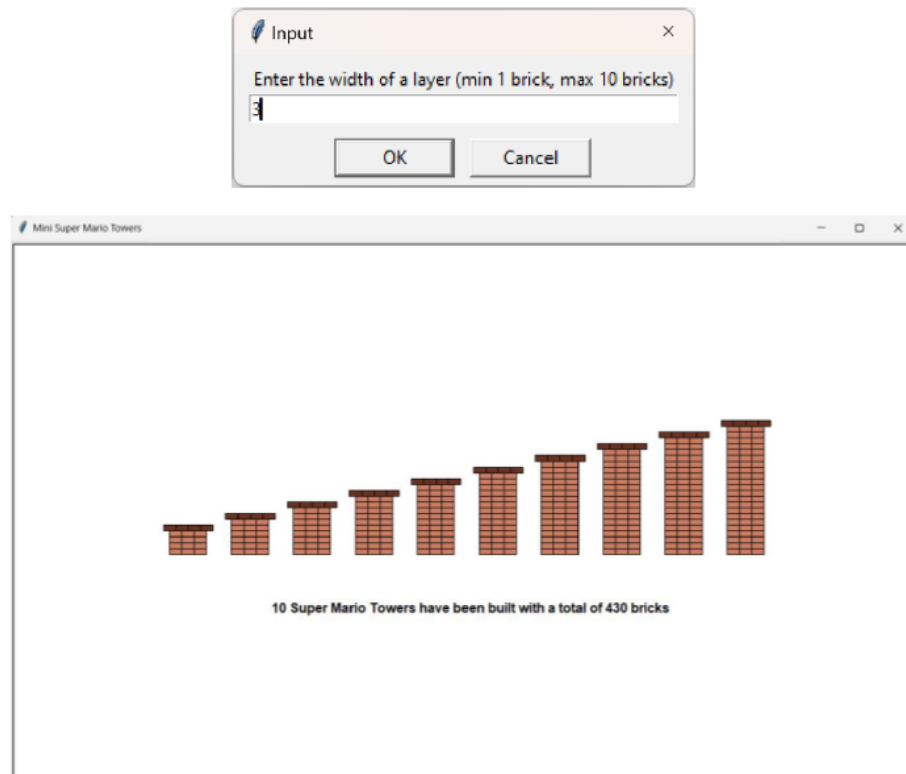 Input
Enter the width of a layer (min 1 brick, max 10 bricks)
3
OK Cancel
Mini Super Mario Towers
10 Super Mario Towers have been built with a total of 430 bricks